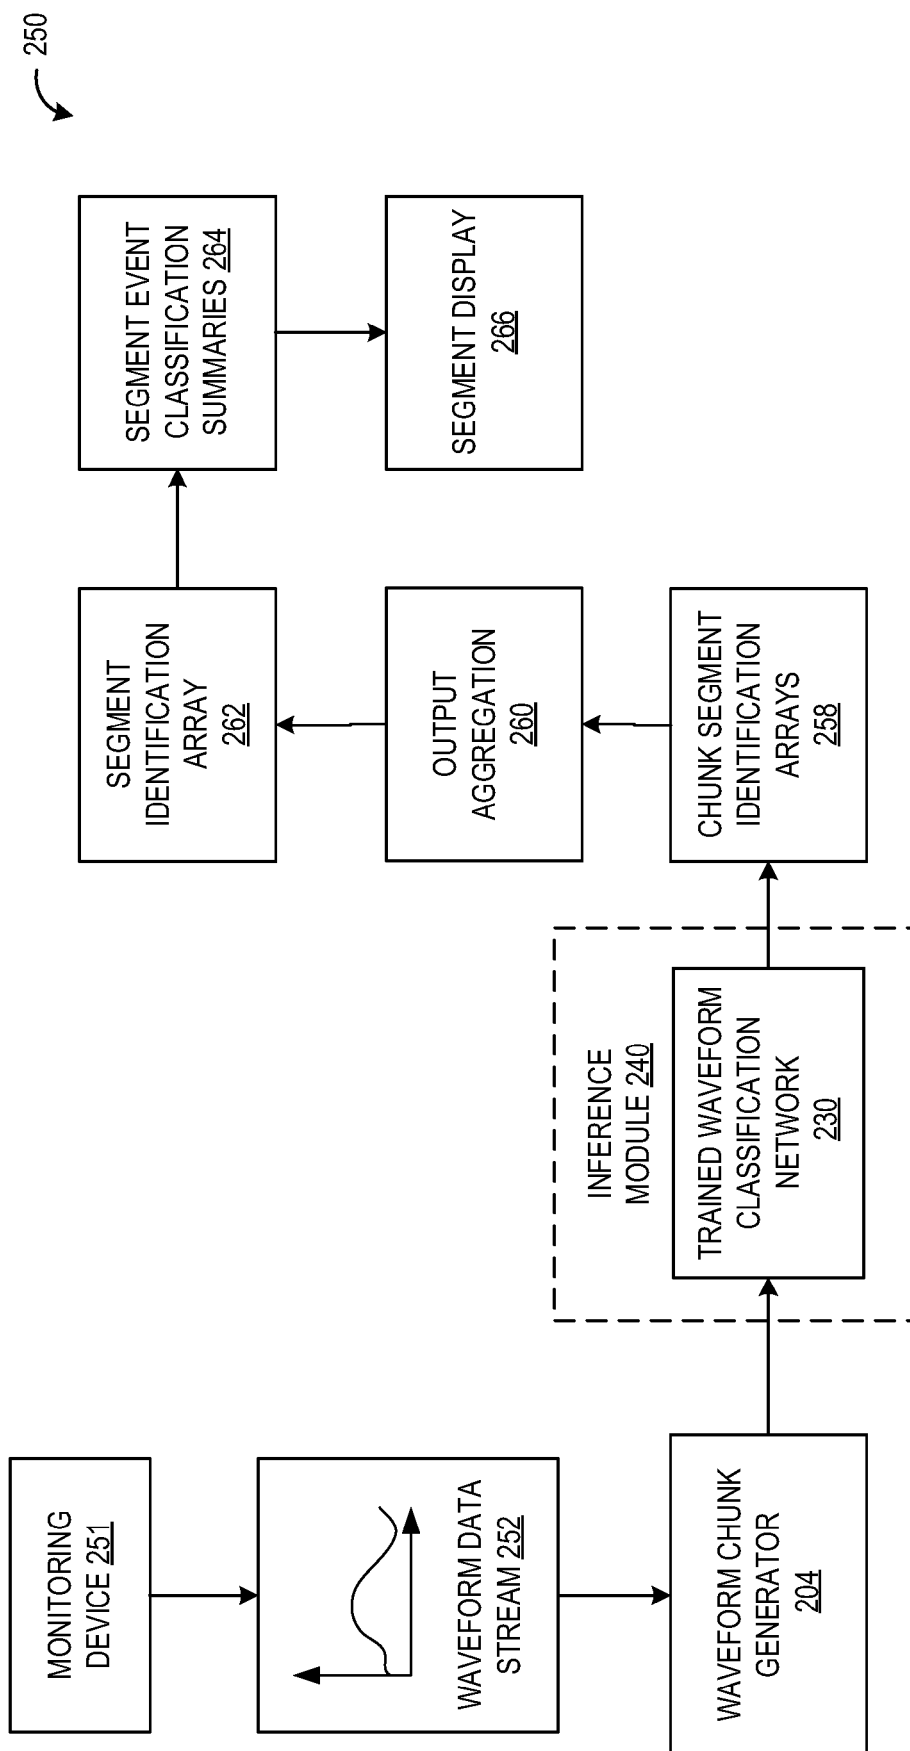 250
MONITORING
DEVICE 251
WAVEFORM DATA
STREAM 252
WAVEFORM CHUNK
GENERATOR
204
INFERENCE
MODULE 240
TRAINED WAVEFORM
CLASSIFICATION
NETWORK
230
CHUNK SEGMENT
IDENTIFICATION
ARRAYS
258
OUTPUT
AGGREGATION
260
SEGMENT
IDENTIFICATION
ARRAY
262
SEGMENT EVENT
CLASSIFICATION
SUMMARIES 264
SEGMENT DISPLAY
266